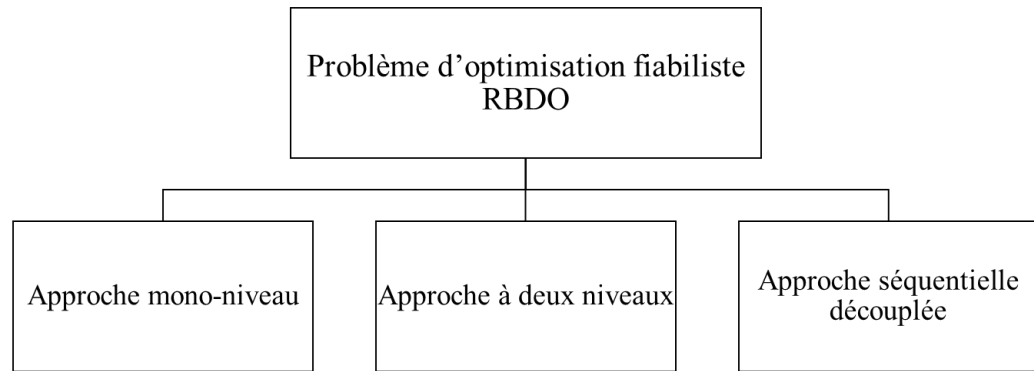 Problème d’optimisation fiabiliste
RBDO
Approche mono-niveau
Approche à deux niveaux
Approche séquentielle
découplée